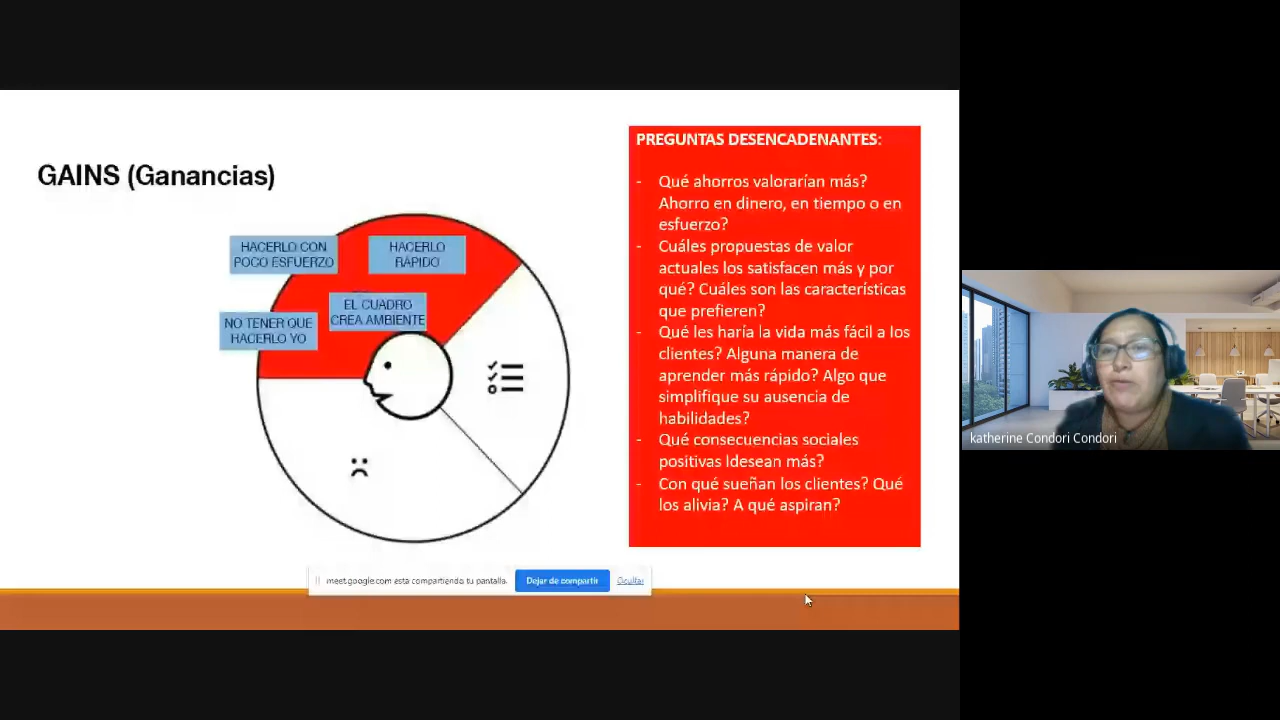 GAINS (Ganancias)
HACERLO CON
POCO ESFUERZO
HACERLO
RÁPIDO
EL CUADRO
CREA AMBIENTE
NO TENER QUE
HACERLO YO
PREGUNTAS DESENCADENANTES:
- Qué ahorros valorarían más?
Ahorro en dinero, en tiempo o en
esfuerzo?
- Cuáles propuestas de valor
actuales los satisfacen más y por
qué? Cuáles son las características
que prefieren?
- Qué les haría la vida más fácil a los
clientes? Alguna manera de
aprender más rápido? Algo que
simplifique su ausencia de
habilidades?
- Qué consecuencias sociales
positivas ldesean más?
- Con qué sueñan los clientes? Qué
los alivia? A qué aspiran?
meet.google.com está compartiendo tu pantalla.
Dejar de compartir
Ocultar
katherine Condori Condori